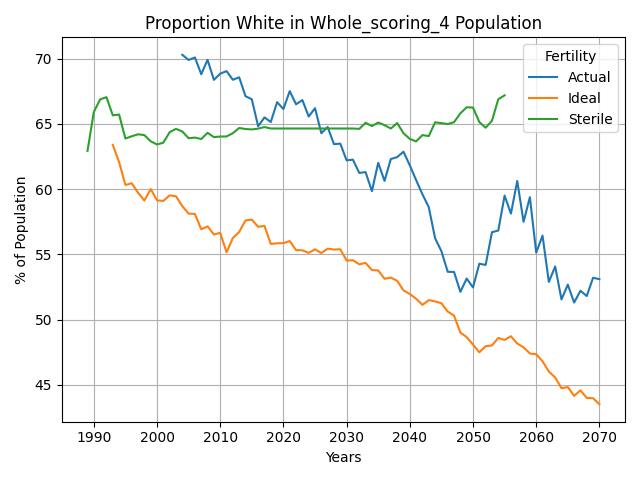 Proportion White in Whole_scoring_4 Population
% of Population
70
65
60
55
50
45
Fertility
Actual
Ideal
Sterile
1990 2000 2010 2020 2030 2040 2050 2060 2070
Years